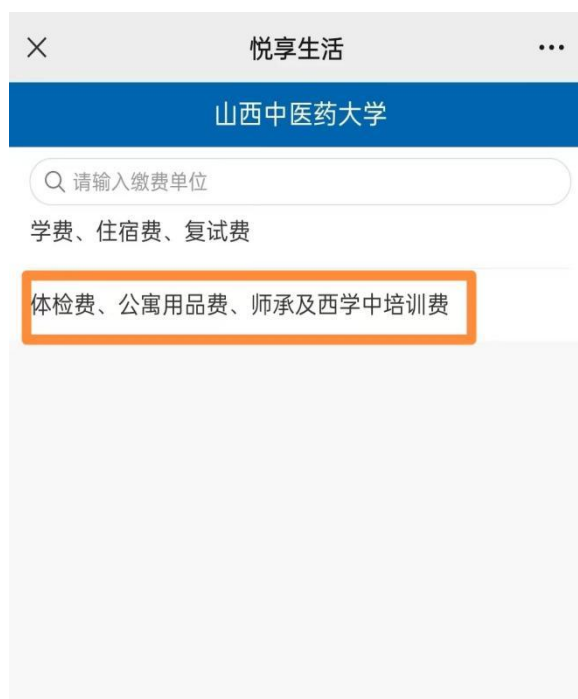 悦享生活
山西中医药大学
请输入缴费单位
学费、住宿费、复试费
体检费、公寓用品费、师承及西学中培训费